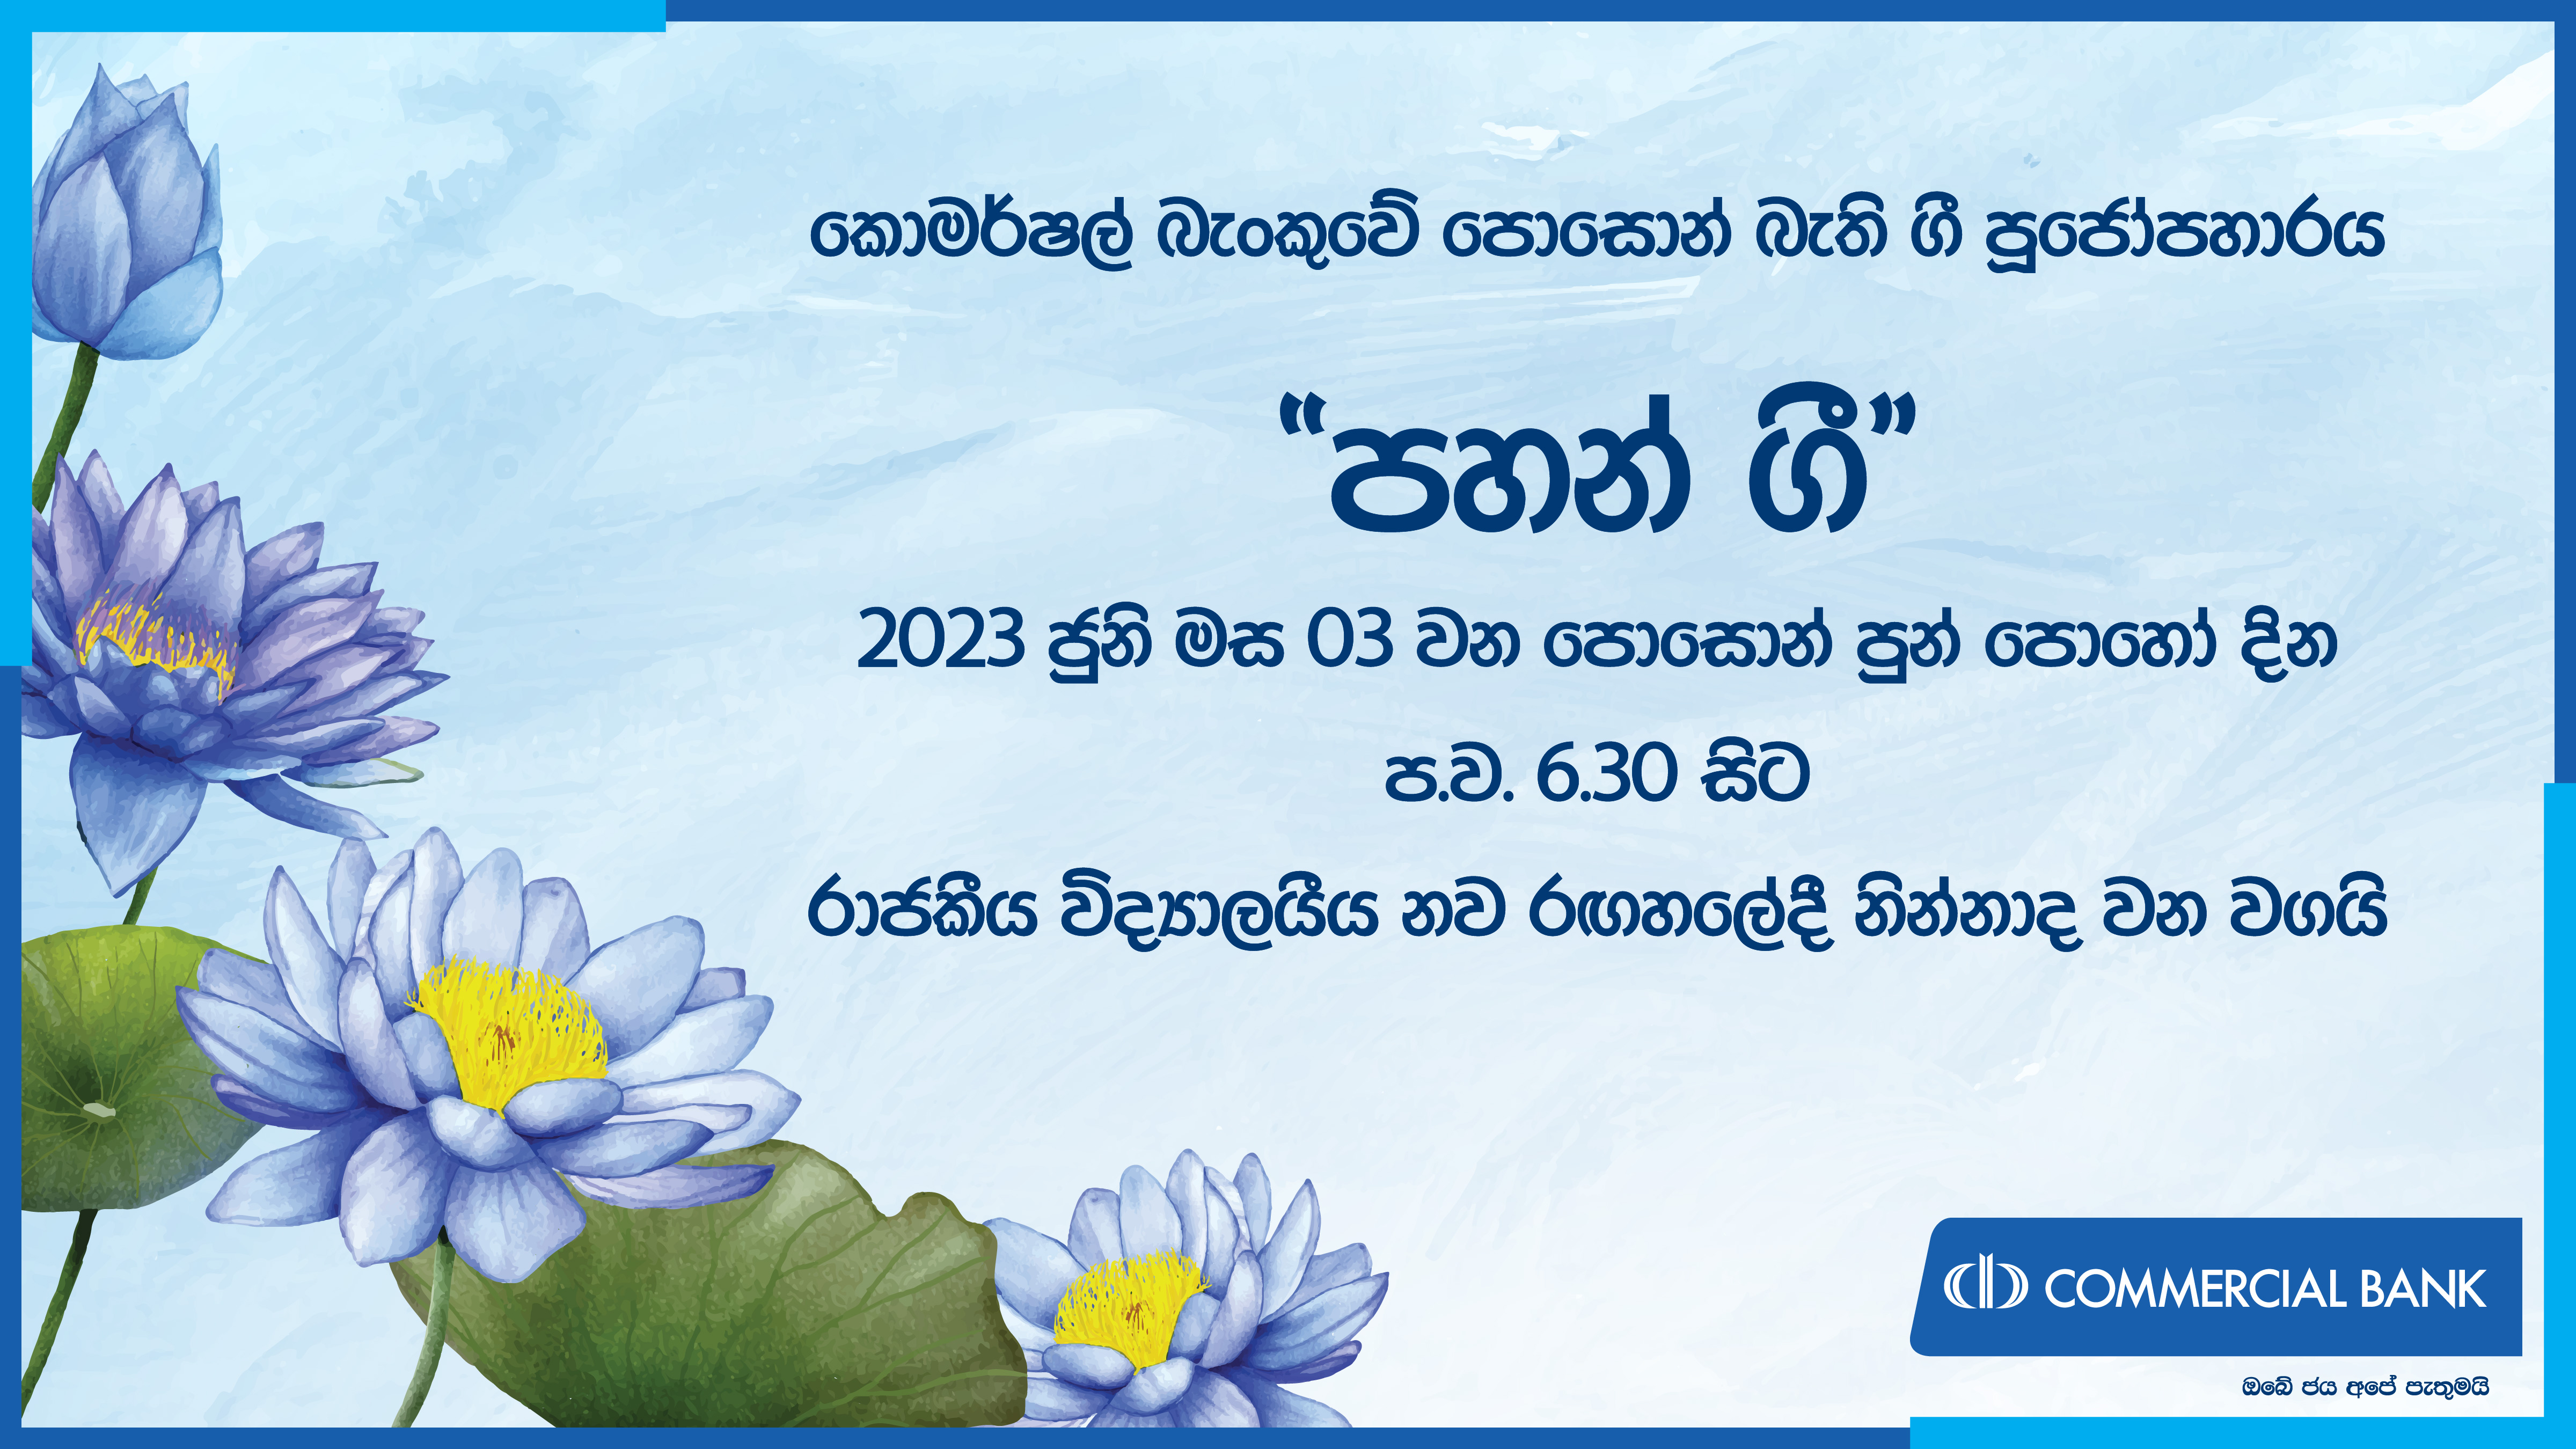 කොමර්ෂල් බැංකුවේ පොසොන් බැති ගී පූජෝපහාරය
“පහන් ගී”
2023 ජුනි මස 03 වන පොසොන් පුන් පොහෝ දින
ප.ව. 6.30 සිට
රාජකීය විද්‍යාලයීය නව රඟහලේදී නින්නාද වන වගයි
COMMERCIAL BANK
ඔබේ ජය අපේ පැතුමයි